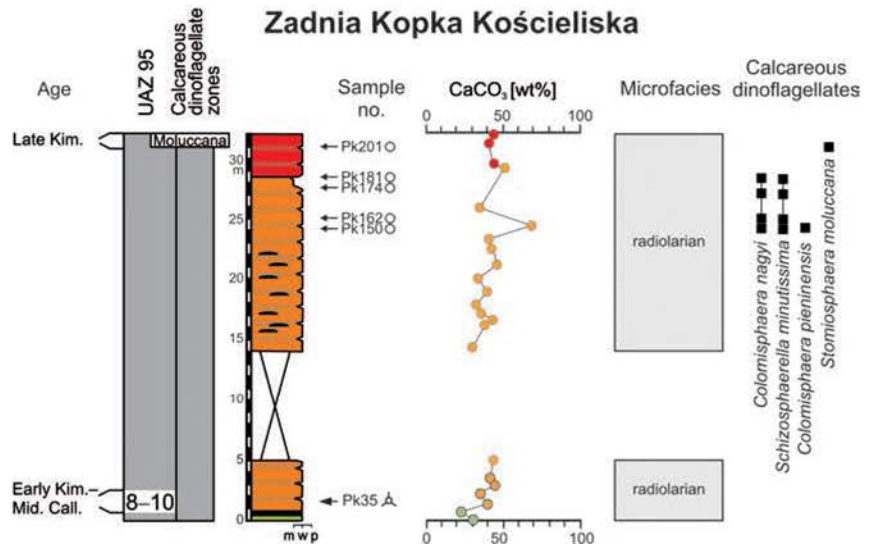 Zadnia Kopka Kościeliska
Age
UAZ 95
Calcareous
dinoflagellate
zones
Sample
no.
CaCO₃ [wt%]
Microfacies
Calcareous
dinoflagellates
0 50 100
Late Kim.
Moluccana
30
m
25
20
15
10
5
0
Pk201
Pk181
Pk174
Pk162
Pk150
Pk35
radiolarian
radiolarian
Colomisphaera nagyi
Schizosphaerella minutissima
Colomisphaera pieninensis
Stomiosphaera moluccana
Early Kim.–
Mid. Call.
8–10
m w p
0 50 100